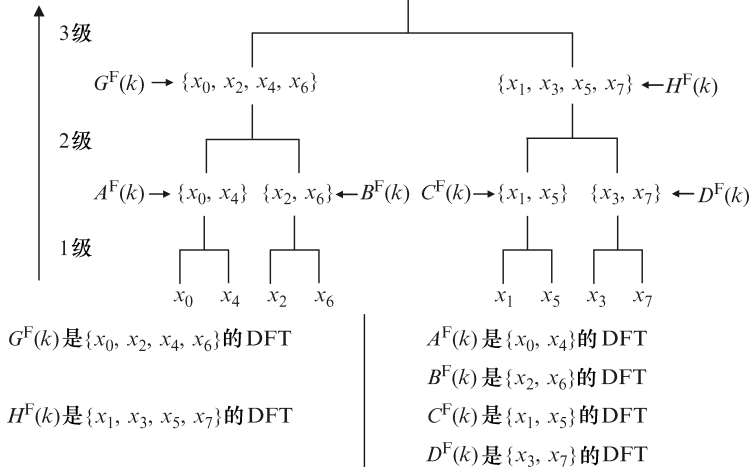 3级
G^F(k) → {x₀, x₂, x₄, x₆} {x₁, x₃, x₅, x₇} ← H^F(k)
2级
A^F(k) → {x₀, x₄} {x₂, x₆} ← B^F(k) C^F(k) → {x₁, x₅} {x₃, x₇} ← D^F(k)
1级
x₀ x₄ x₂ x₆ x₁ x₅ x₃ x₇
G^F(k)是{x₀, x₂, x₄, x₆}的DFT
H^F(k)是{x₁, x₃, x₅, x₇}的DFT
A^F(k)是{x₀, x₄}的DFT
B^F(k)是{x₂, x₆}的DFT
C^F(k)是{x₁, x₅}的DFT
D^F(k)是{x₃, x₇}的DFT